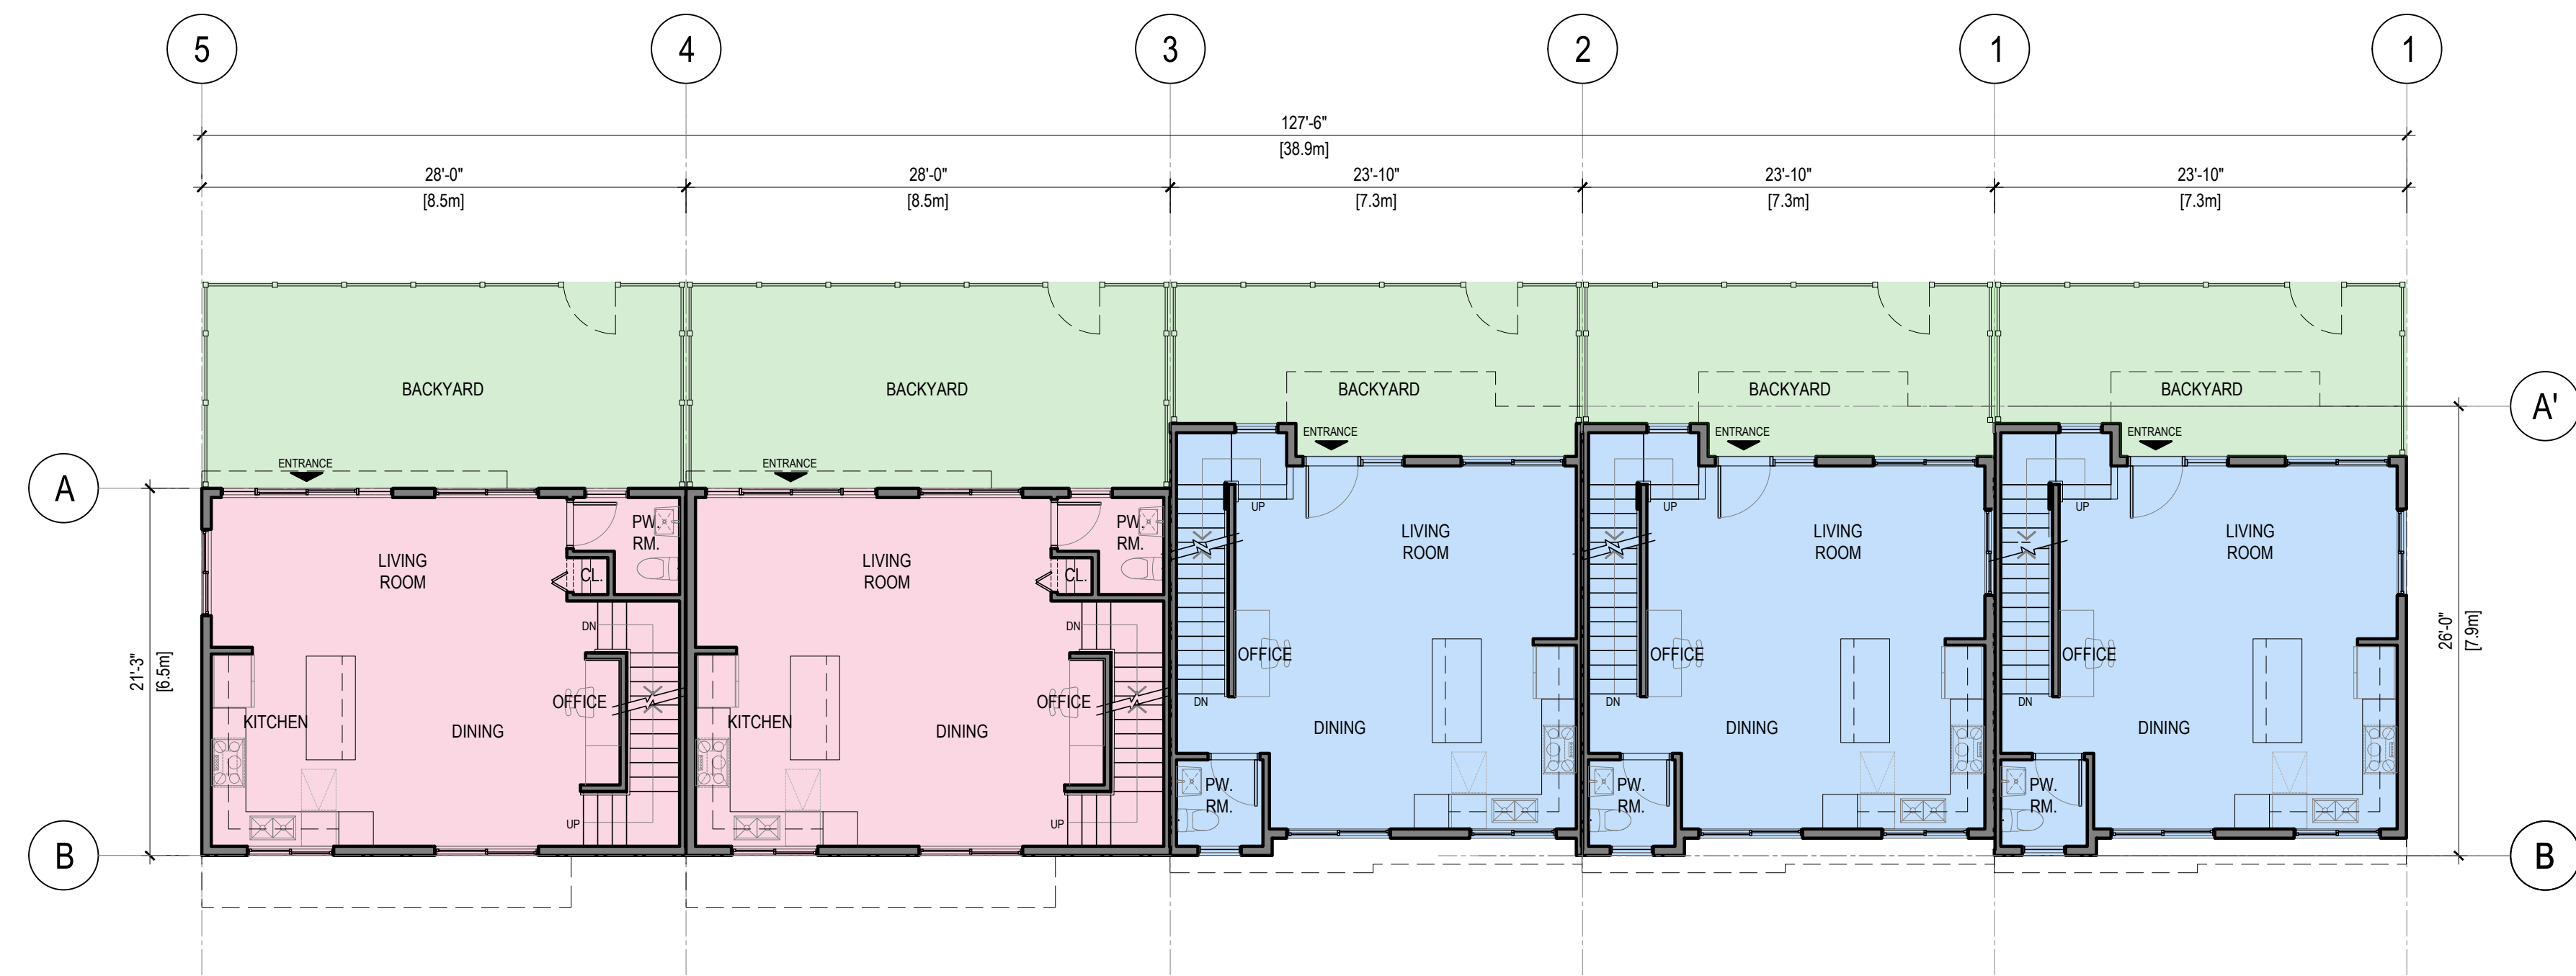 5 4 3 2 1 1
127'-6"
[38.9m]
28'-0" 28'-0" 23'-10" 23'-10" 23'-10"
[8.5m] [8.5m] [7.3m] [7.3m] [7.3m]
BACKYARD BACKYARD BACKYARD BACKYARD BACKYARD
A'
ENTRANCE ENTRANCE ENTRANCE
ENTRANCE ENTRANCE
A
UP UP UP
PW. PW.
RM. RM.
LIVING LIVING LIVING
ROOM ROOM ROOM
LIVING LIVING
ROOM ROOM
CL. CL.
DN DN
26'-0"
[7.9m]
OFFICE OFFICE OFFICE
21'-3"
[6.5m]
OFFICE OFFICE
DN DN DN
KITCHEN KITCHEN
DINING DINING DINING DINING DINING
PW. PW. PW.
RM. RM. RM.
UP UP
B B